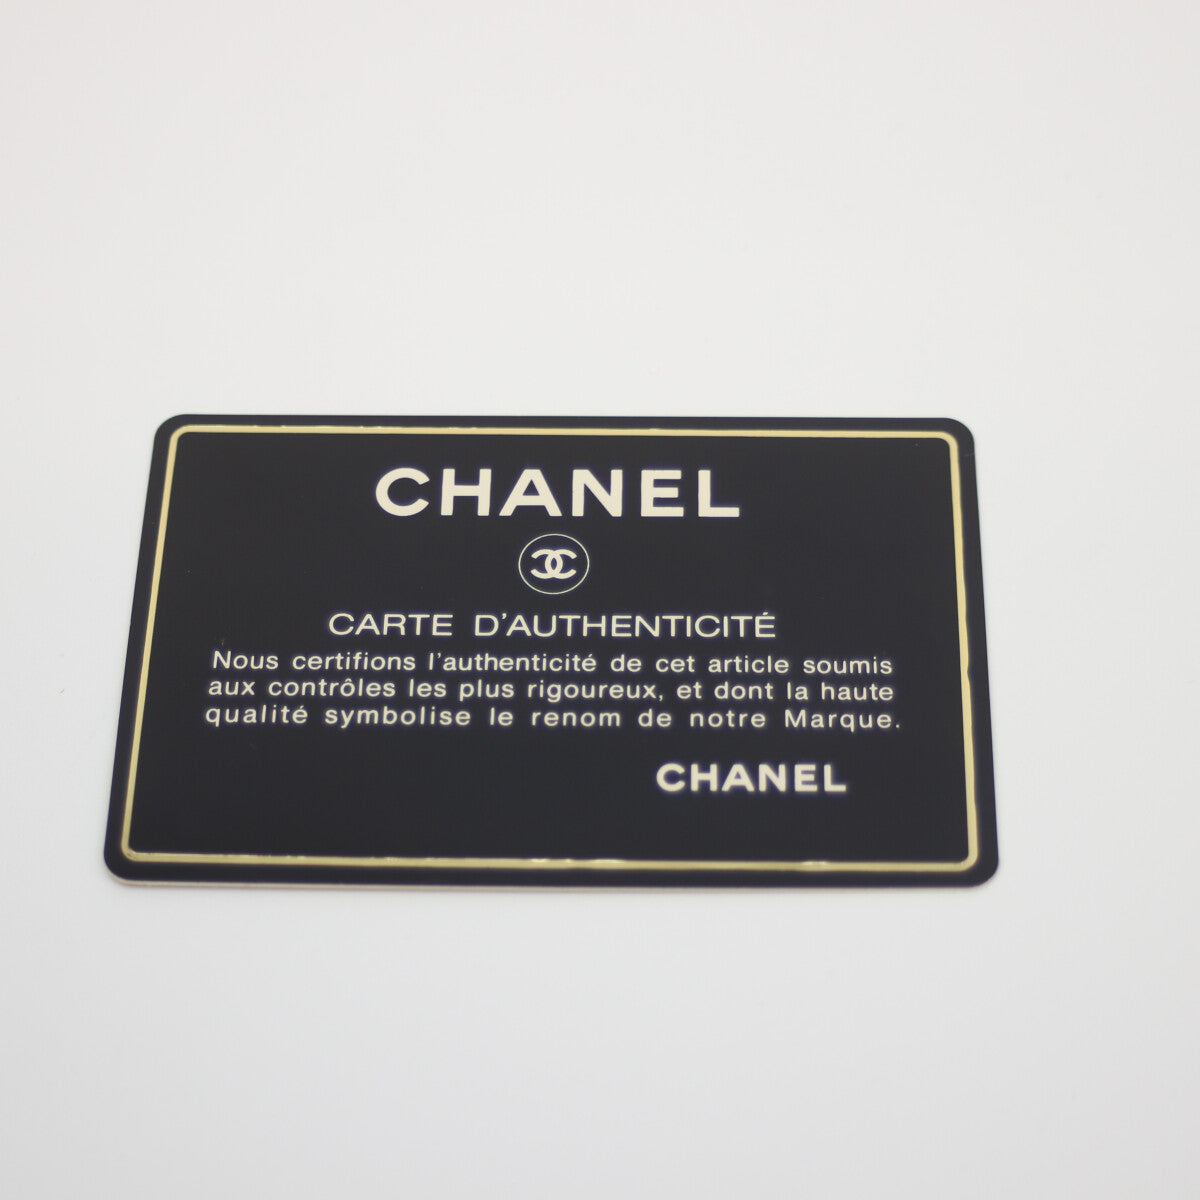 CHANEL
CARTE D'AUTHENTICITÉ
Nous certifions l'authenticité de cet article soumis
aux contrôles les plus rigoureux, et dont la haute
qualité symbolise le renom de notre Marque.
CHANEL